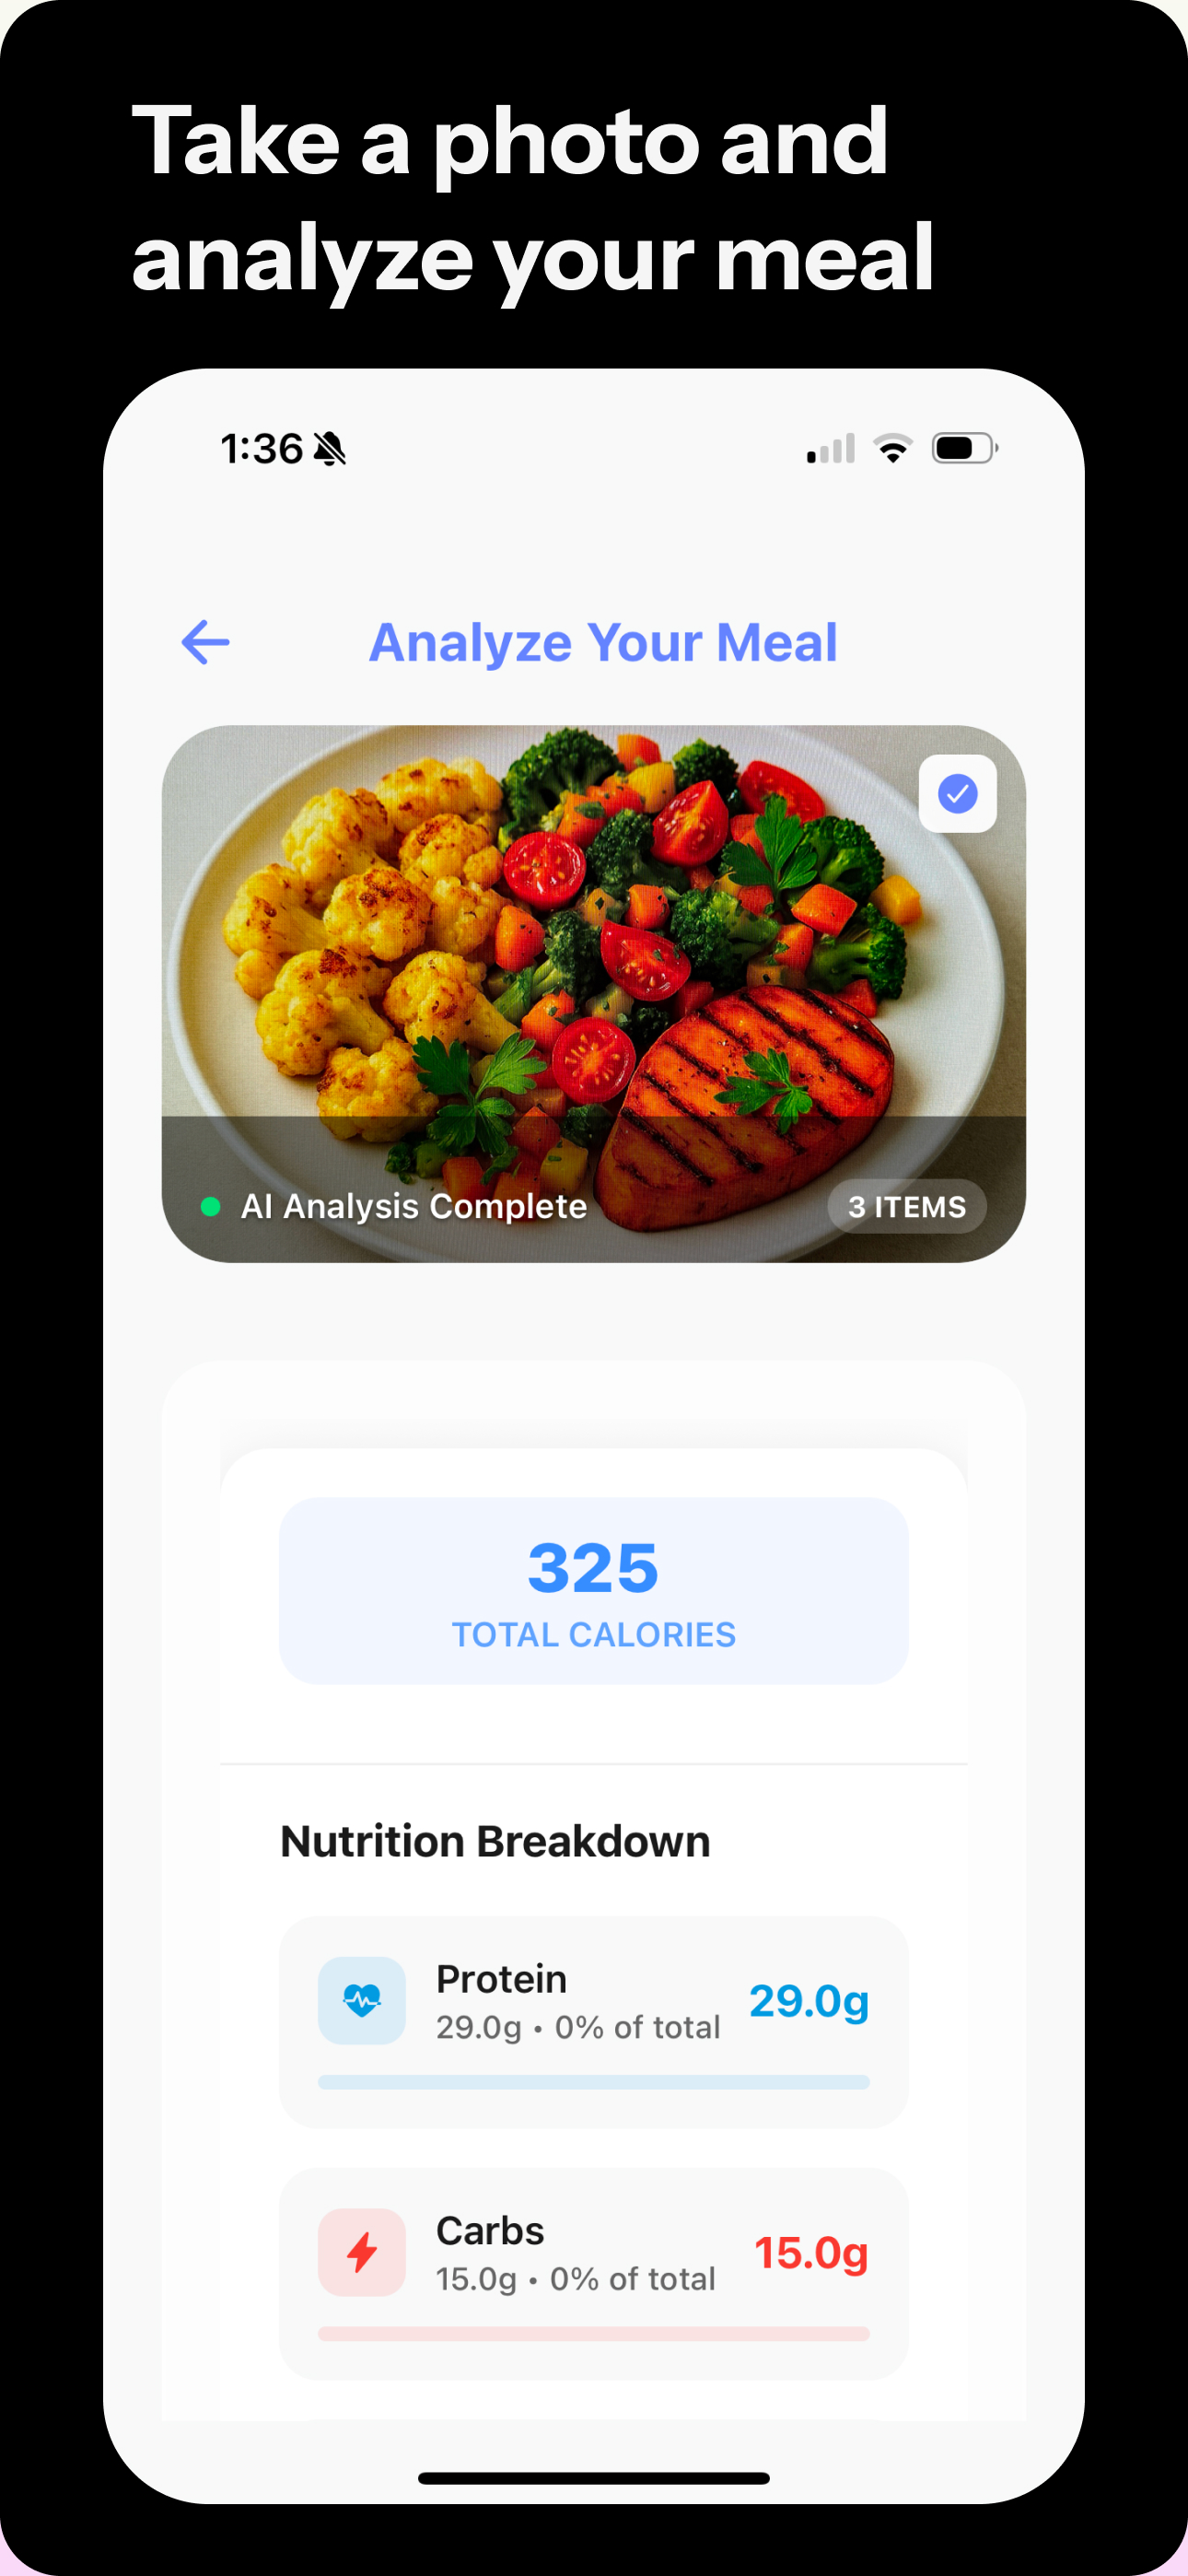 Take a photo and
analyze your meal
1:36
Analyze Your Meal
AI Analysis Complete
3 ITEMS
325
TOTAL CALORIES
Nutrition Breakdown
Protein
29.0g • 0% of total
29.0g
Carbs
15.0g • 0% of total
15.0g